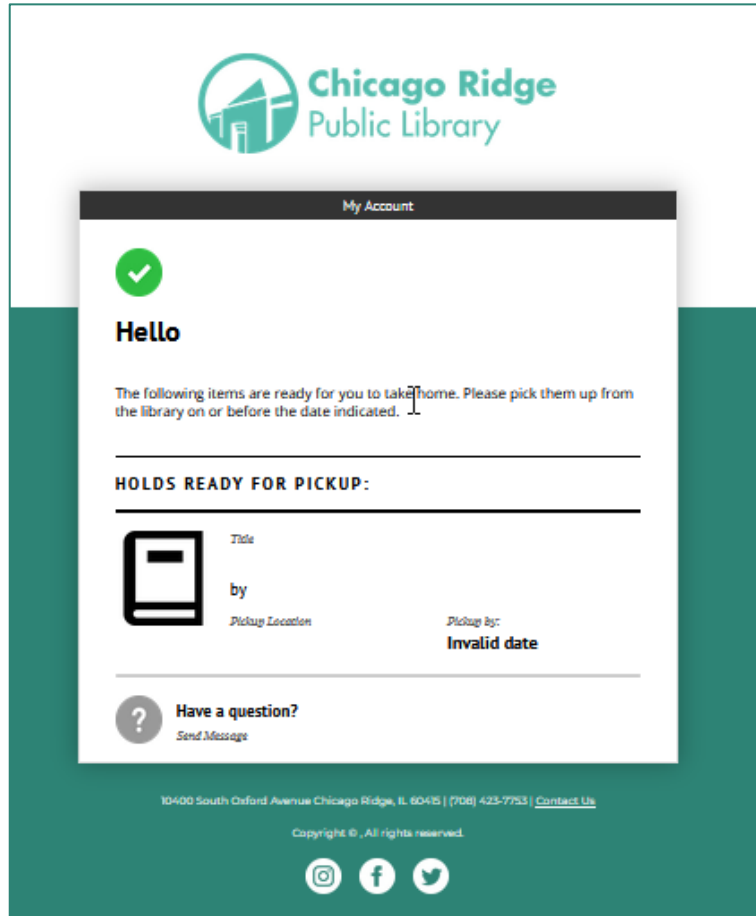 Chicago Ridge
Public Library
My Account
Hello
The following items are ready for you to take home. Please pick them up from
the library on or before the date indicated.
HOLDS READY FOR PICKUP:
Title
by
Pickup Location
Pickup by:
Invalid date
?
Have a question?
Send Message
10400 South Oxford Avenue Chicago Ridge, IL 60415 | (708) 423-7753 | Contact Us
Copyright © , All rights reserved.